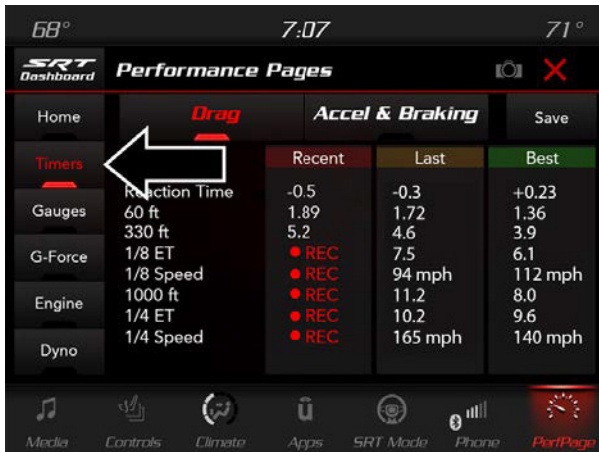 68° 7:07 71°
SRT Dashboard Performance Pages
Home Drag Accel & Braking Save
Timers Recent Last Best
Reaction Time -0.5 -0.3 +0.23
Gauges 60 ft 1.89 1.72 1.36
330 ft 5.2 4.6 3.9
G-Force 1/8 ET REC 7.5 6.1
1/8 Speed REC 94 mph 112 mph
Engine 1000 ft REC 11.2 8.0
1/4 ET REC 10.2 9.6
Dyno 1/4 Speed REC 165 mph 140 mph
Media Controls Climate Apps SRT Mode Phone PerfPage